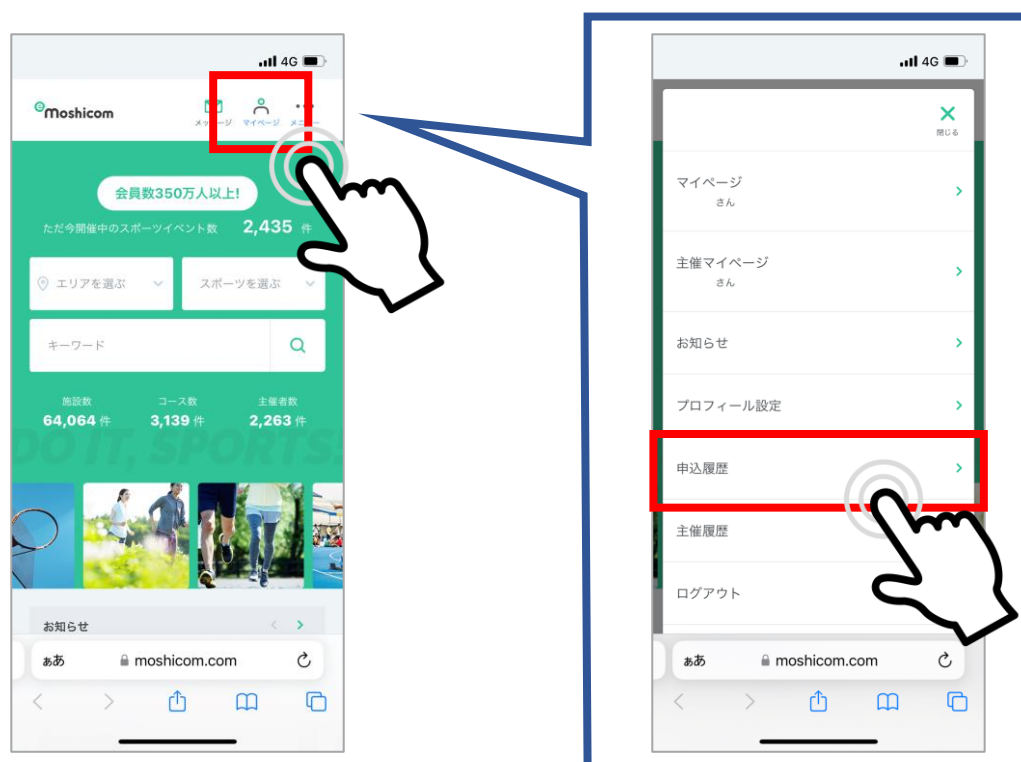 4G
e moshicom
マイページ
会員数350万人以上!
ただ今開催中のスポーツイベント数 2,435 件
エリアを選ぶ
スポーツを選ぶ
キーワード
施設数 コース数 主催者数
64,064 件 3,139 件 2,263 件
DO IT, SPORTS!
お知らせ
ぁあ moshicom.com
4G
閉じる
マイページ
さん
主催マイページ
さん
お知らせ
プロフィール設定
申込履歴
主催履歴
ログアウト
ぁあ moshicom.com